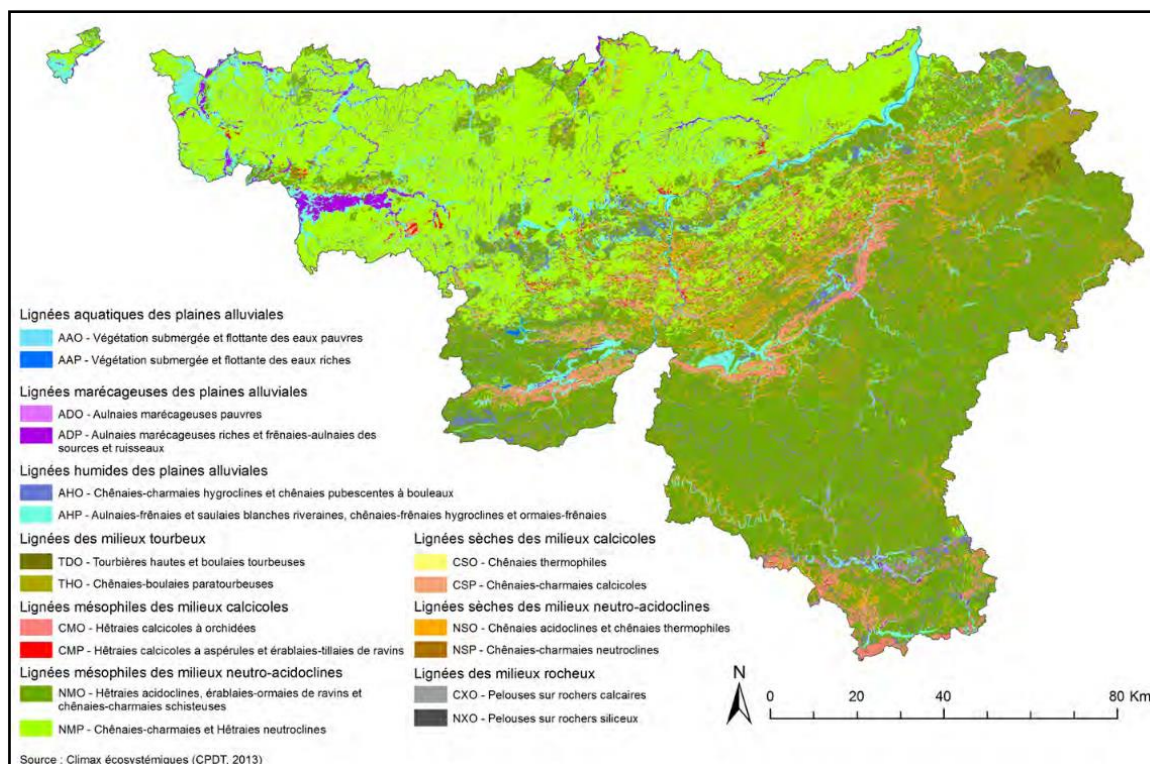 Lignées aquatiques des plaines alluviales
AAO - Végétation submergée et flottante des eaux pauvres
AAP - Végétation submergée et flottante des eaux riches
Lignées marécageuses des plaines alluviales
ADO - Aulnaies marécageuses pauvres
ADP - Aulnaies marécageuses riches et frênaies-aulnaies des
sources et ruisseaux
Lignées humides des plaines alluviales
AHO - Chênaies-charmaies hygroclines et chênaies pubescentes à bouleaux
AHP - Aulnaies-frênaies et saulaies blanches riveraines, chênaies-frênaies hygroclines et ormaies-frênaies
Lignées des milieux tourbeux
TDO - Tourbières hautes et boulaies tourbeuses
THO - Chênaies-boulaies paratourbeuses
Lignées mésophiles des milieux calcicoles
CMO - Hêtraies calcicoles à orchidées
CMP - Hêtraies calcicoles a aspérules et érablaies-tillaies de ravins
Lignées mésophiles des milieux neutro-acidoclines
NMO - Hêtraies acidoclines, érablaies-ormaies de ravins et
chênaies-charmaies schisteuses
NMP - Chênaies-charmaies et Hêtraies neutroclines
Lignées sèches des milieux calcicoles
CSO - Chênaies thermophiles
CSP - Chênaies-charmaies calcicoles
Lignées sèches des milieux neutro-acidoclines
NSO - Chênaies acidoclines et chênaies thermophiles
NSP - Chênaies-charmaies neutroclines
Lignées des milieux rocheux
CXO - Pelouses sur rochers calcaires
NXO - Pelouses sur rochers siliceux
N
0 20 40 80 Km
Source : Climax écosystémiques (CPDT, 2013)